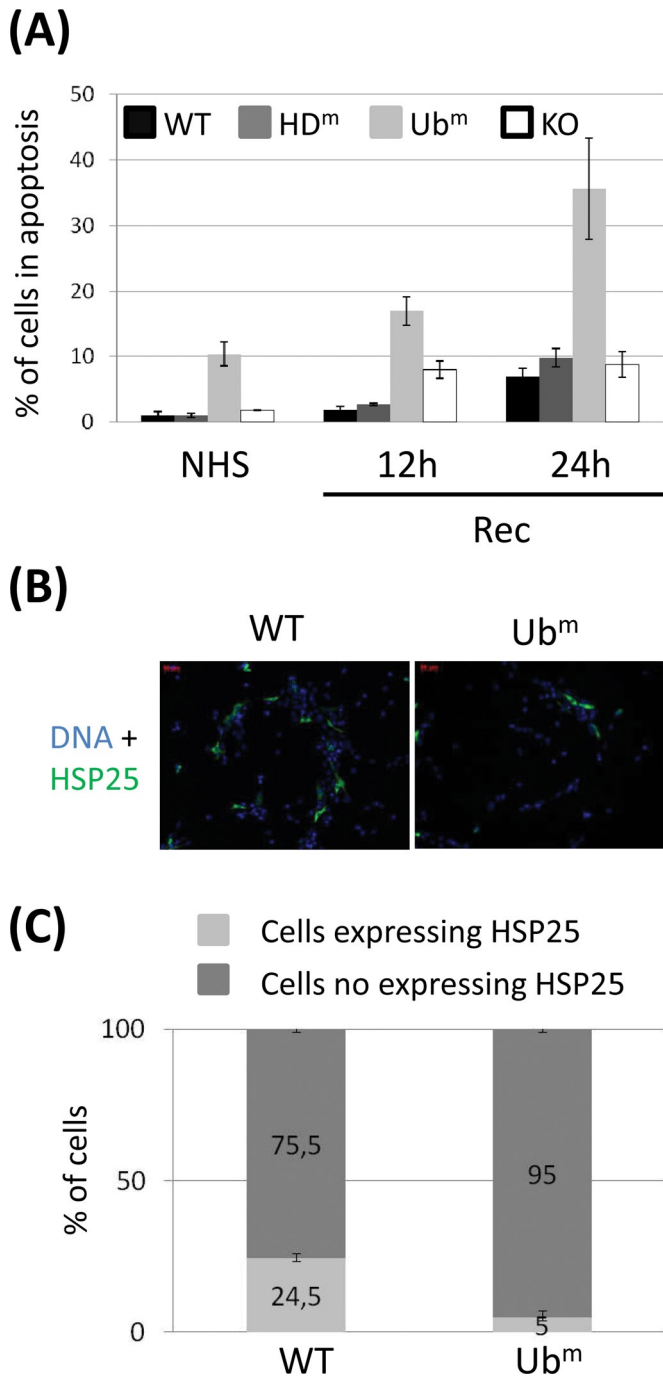 (A)
50
40
30
20
10
0
% of cells in apoptosis
WT HDᵐ Ubᵐ KO
NHS 12h 24h
Rec
(B)
WT Ubᵐ
DNA +
HSP25
(C)
Cells expressing HSP25
Cells no expressing HSP25
100
50
0
% of cells
75,5
24,5
95
5
WT Ubᵐ